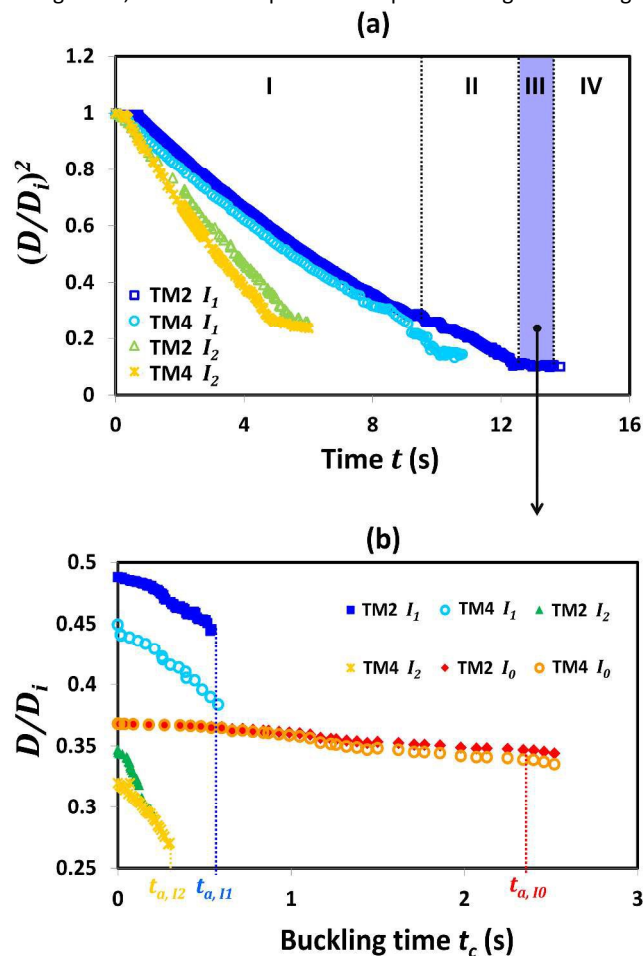 (a)
I II III IV
1.2
1
0.8
0.6
0.4
0.2
0
(D/Di)²
TM2 I1
TM4 I1
TM2 I2
TM4 I2
0 4 8 12 16
Time t (s)
(b)
0.5
0.45
0.4
0.35
0.3
0.25
D/Di
TM2 I1 TM4 I1 TM2 I2
TM4 I2 TM2 I0 TM4 I0
ta, I2 ta, I1 ta, I0
0 1 2 3
Buckling time tc (s)